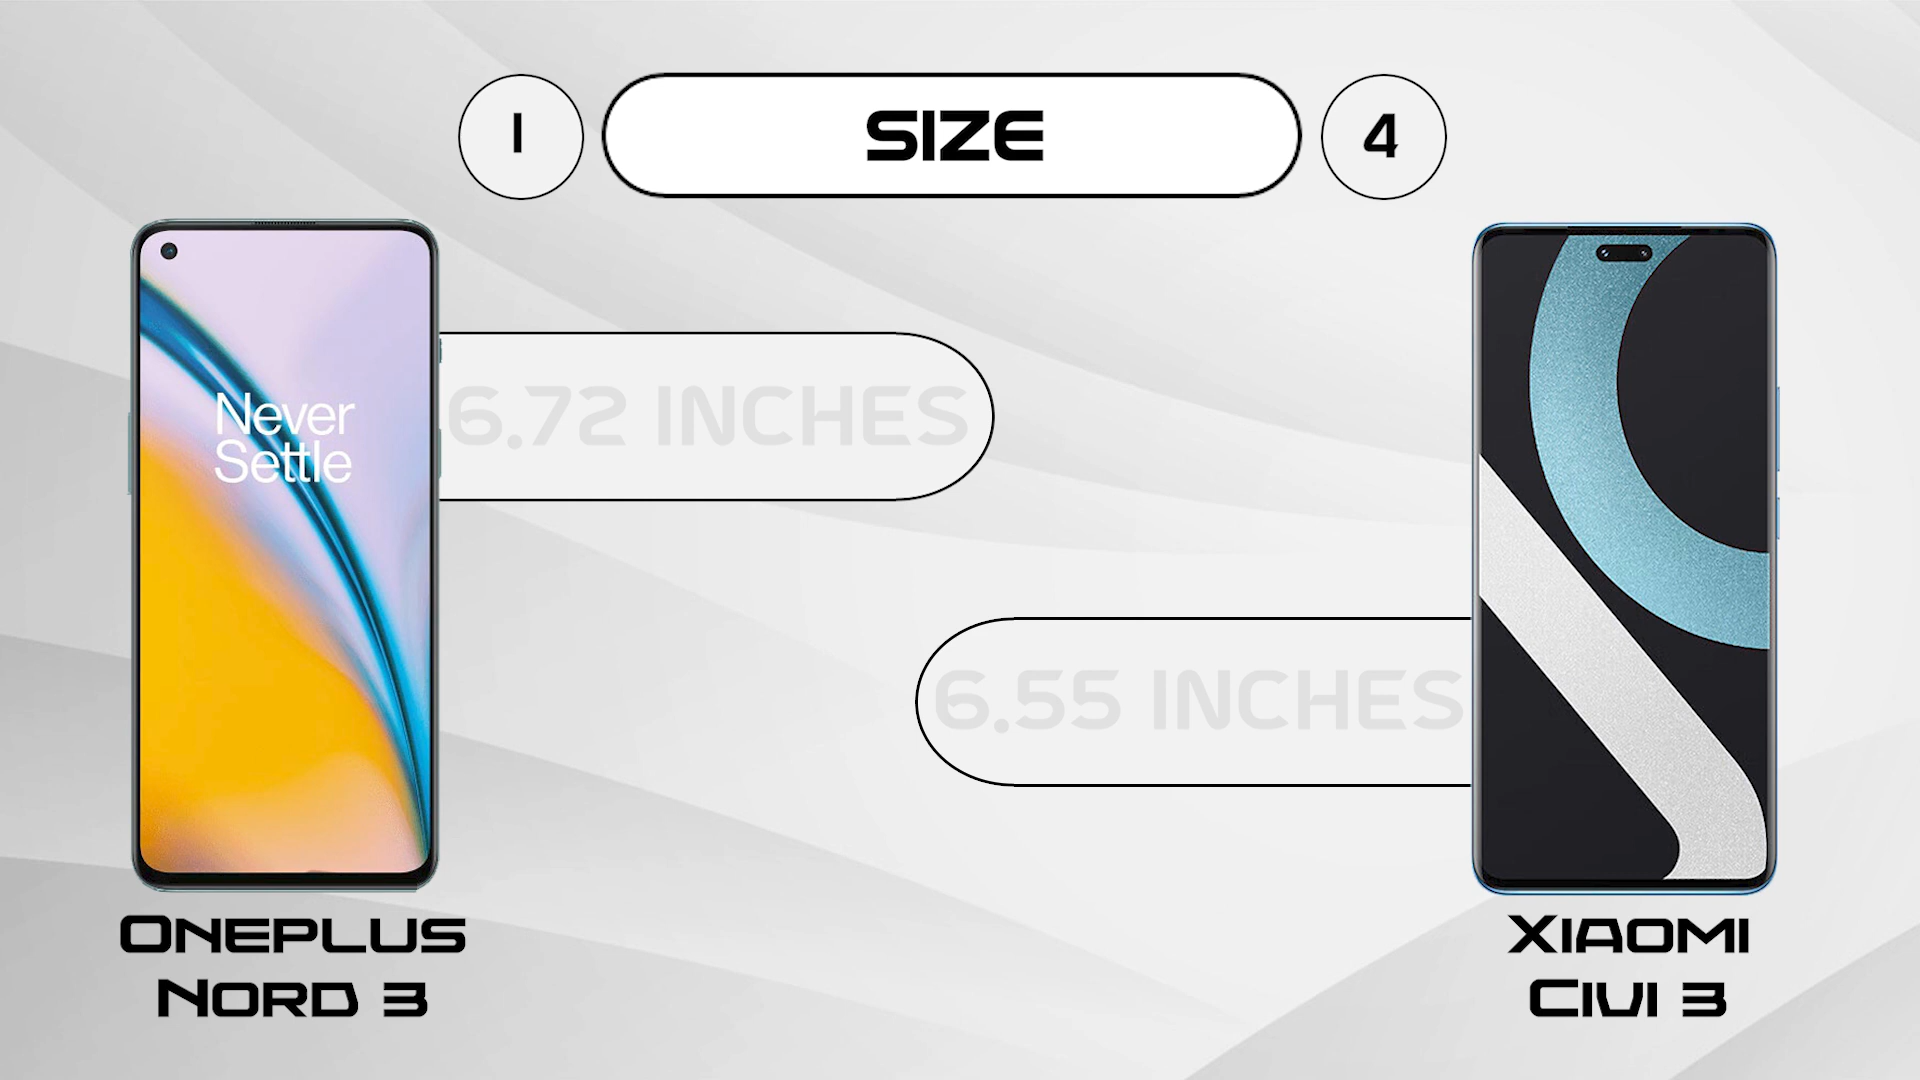 1 SIZE 4
Never
Settle
6.72 INCHES
6.55 INCHES
ONEPLUS
NORD 3
XIAOMI
CIVI 3